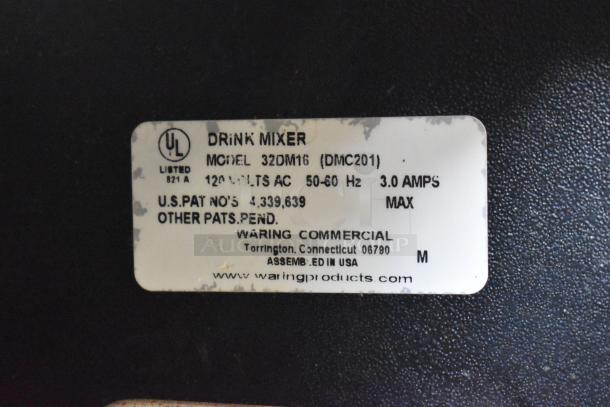 UL
LISTED
821 A
DRINK MIXER
MODEL 32DM16 (DMC201)
120 VOLTS AC 50-60 Hz 3.0 AMPS
U.S.PAT NO'S 4,339,639 MAX
OTHER PATS.PEND.
WARING COMMERCIAL
Torrington, Connecticut 06790
ASSEMBLED IN USA
M
www.waringproducts.com